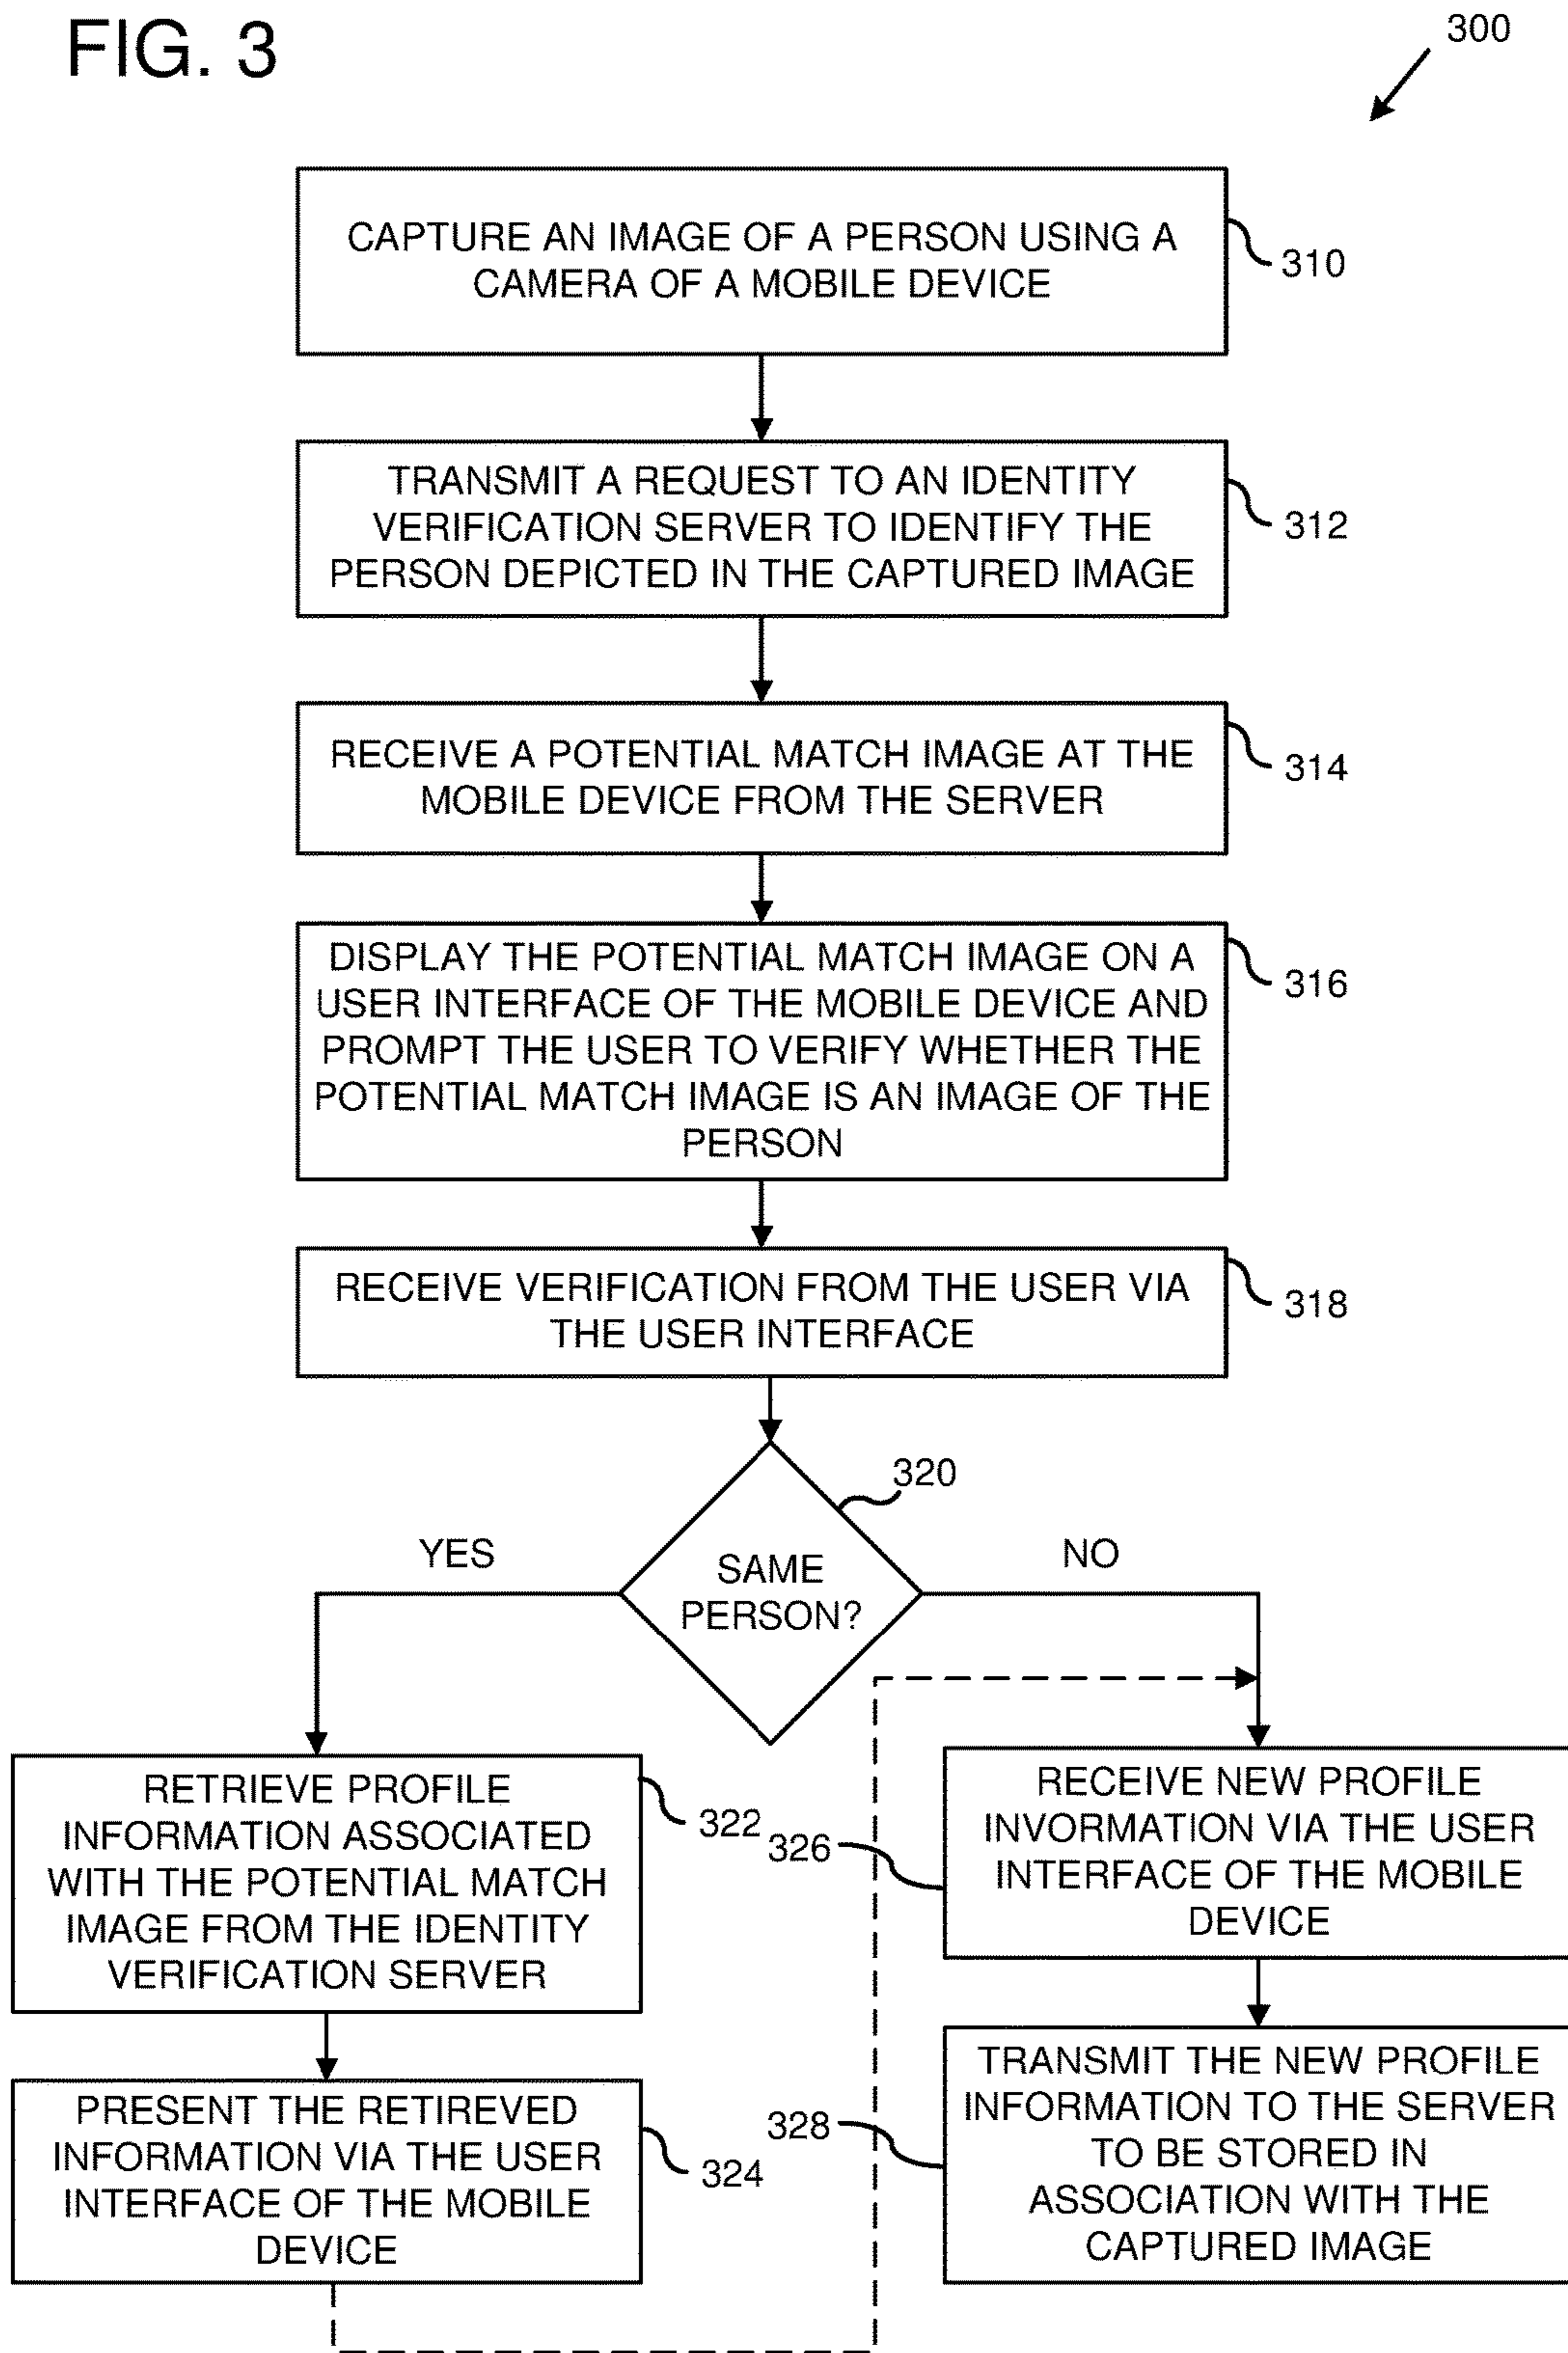 FIG. 3
300
CAPTURE AN IMAGE OF A PERSON USING A
CAMERA OF A MOBILE DEVICE
310
TRANSMIT A REQUEST TO AN IDENTITY
VERIFICATION SERVER TO IDENTIFY THE
PERSON DEPICTED IN THE CAPTURED IMAGE
312
RECEIVE A POTENTIAL MATCH IMAGE AT THE
MOBILE DEVICE FROM THE SERVER
314
DISPLAY THE POTENTIAL MATCH IMAGE ON A
USER INTERFACE OF THE MOBILE DEVICE AND
PROMPT THE USER TO VERIFY WHETHER THE
POTENTIAL MATCH IMAGE IS AN IMAGE OF THE
PERSON
316
RECEIVE VERIFICATION FROM THE USER VIA
THE USER INTERFACE
318
320
SAME
PERSON?
YES
NO
RETRIEVE PROFILE
INFORMATION ASSOCIATED
WITH THE POTENTIAL MATCH
IMAGE FROM THE IDENTITY
VERIFICATION SERVER
322
PRESENT THE RETIREVED
INFORMATION VIA THE USER
INTERFACE OF THE MOBILE
DEVICE
324
326
RECEIVE NEW PROFILE
INVORMATION VIA THE USER
INTERFACE OF THE MOBILE
DEVICE
328
TRANSMIT THE NEW PROFILE
INFORMATION TO THE SERVER
TO BE STORED IN
ASSOCIATION WITH THE
CAPTURED IMAGE